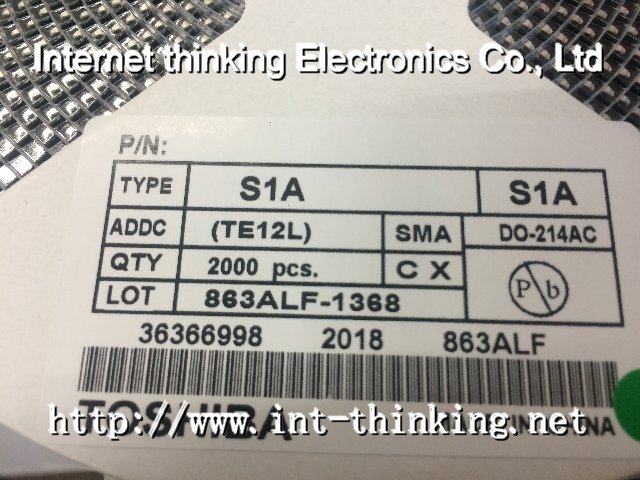 Internet thinking Electronics Co., Ltd
P/N:
TYPE S1A S1A
ADDC (TE12L) SMA DO-214AC
QTY 2000 pcs. C X
LOT 863ALF-1368 Pb
36366998 2018 863ALF
TOSHIBA
http://www.int-thinking.net